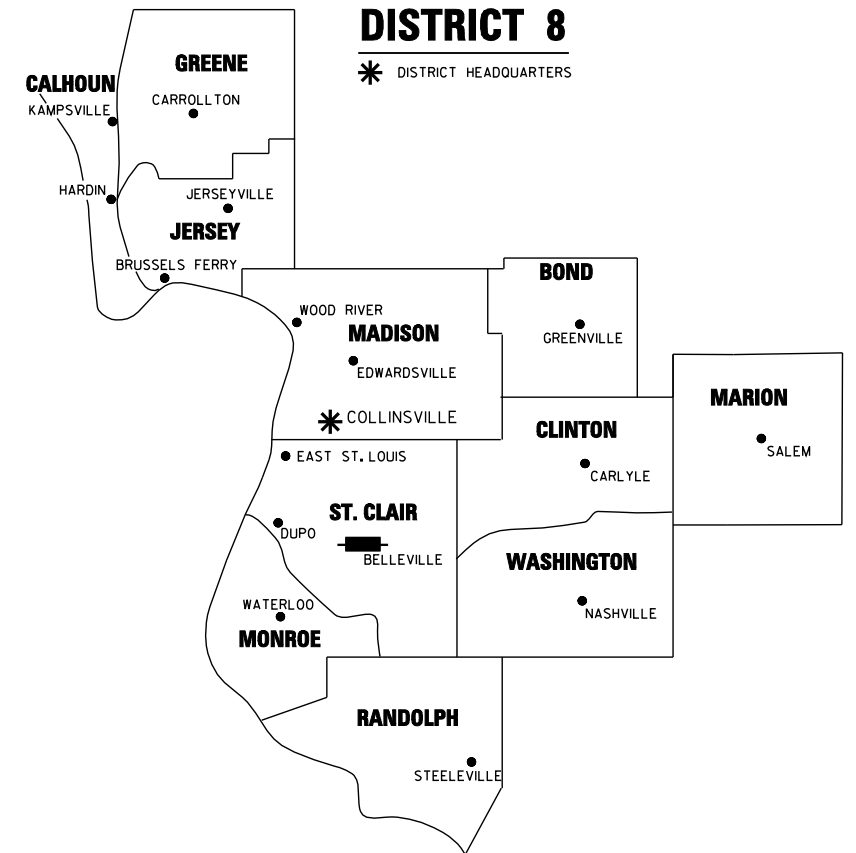 DISTRICT 8
DISTRICT HEADQUARTERS
GREENE
CALHOUN
CARROLLTON
KAMPSVILLE
HARDIN
JERSEYVILLE
JERSEY
BRUSSELS FERRY
BOND
WOOD RIVER
MADISON
GREENVILLE
EDWARDSVILLE
MARION
COLLINSVILLE
CLINTON
SALEM
EAST ST. LOUIS
CARLYLE
ST. CLAIR
DUPO
BELLEVILLE
WASHINGTON
WATERLOO
NASHVILLE
MONROE
RANDOLPH
STEELEVILLE